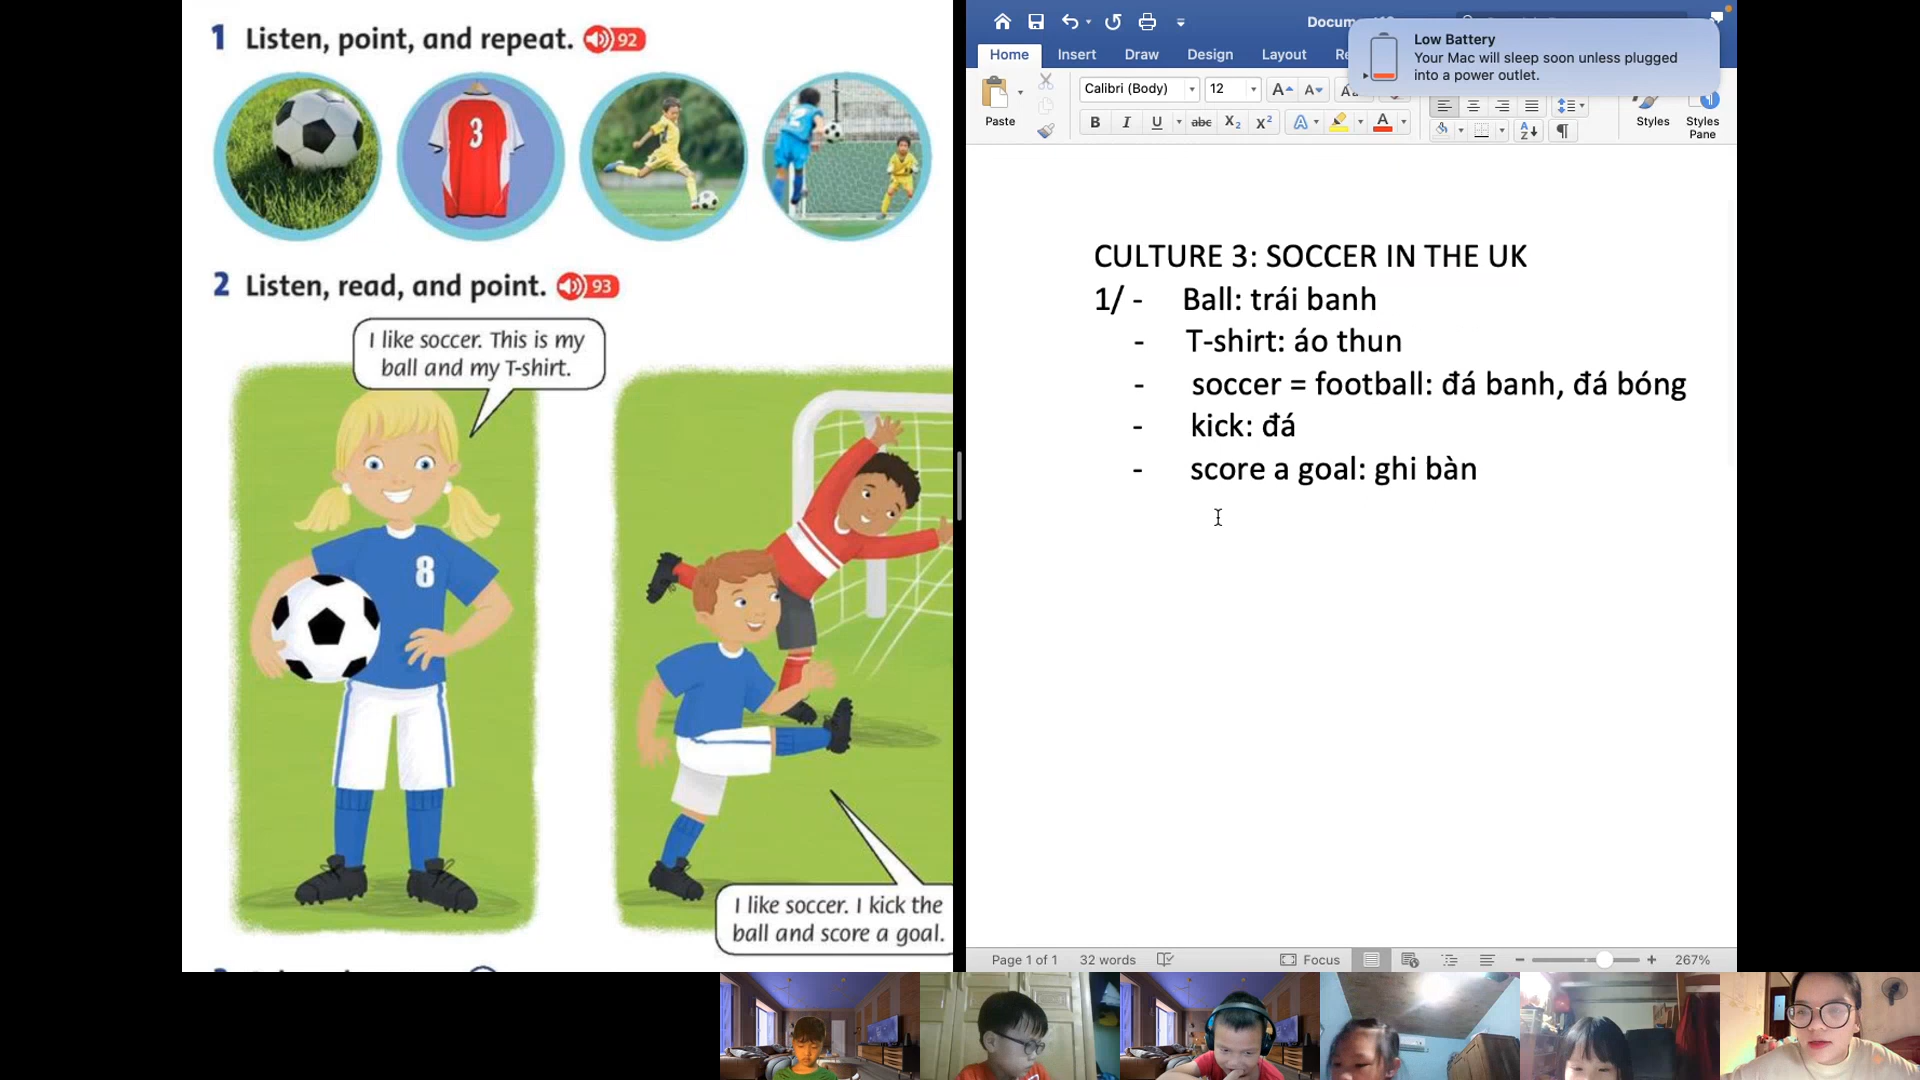 1 Listen, point, and repeat. 92
3
2
2 Listen, read, and point. 93
I like soccer. This is my
ball and my T-shirt.
8
I like soccer. I kick the
ball and score a goal.
Low Battery
Your Mac will sleep soon unless plugged
into a power outlet.
Home Insert Draw Design Layout
Paste
Calibri (Body) 12
B I U abc X₂ X²
Styles
Styles
Pane
CULTURE 3: SOCCER IN THE UK
1/ - Ball: trái banh
- T-shirt: áo thun
- soccer = football: đá banh, đá bóng
- kick: đá
- score a goal: ghi bàn
Page 1 of 1 32 words Focus 267%